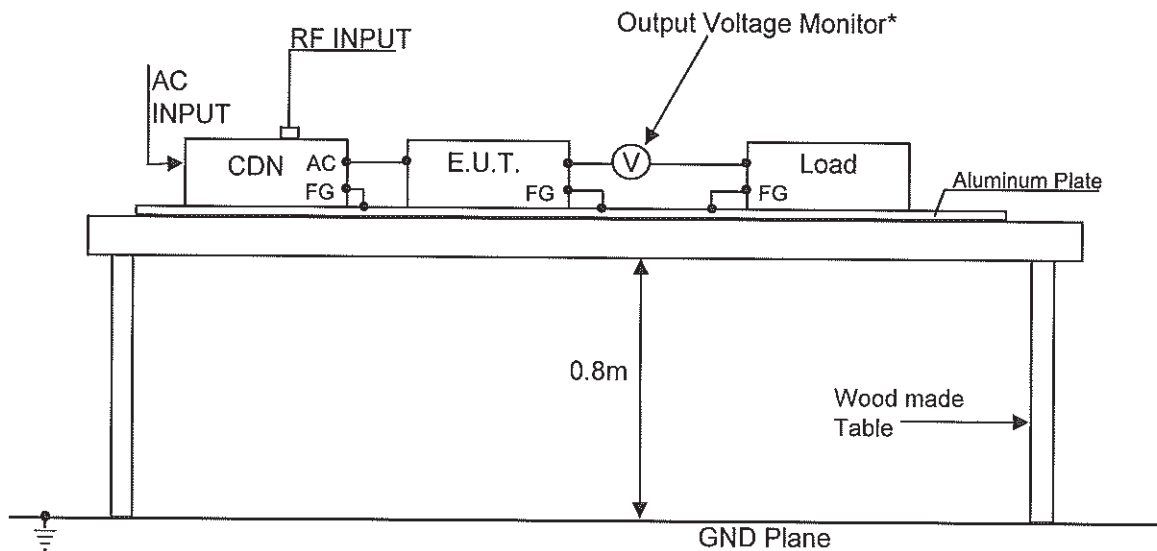 Output Voltage Monitor*
RF INPUT
AC
INPUT
CDN
AC
FG
E.U.T.
FG
V
Load
FG
Aluminum Plate
0.8m
Wood made
Table
GND Plane